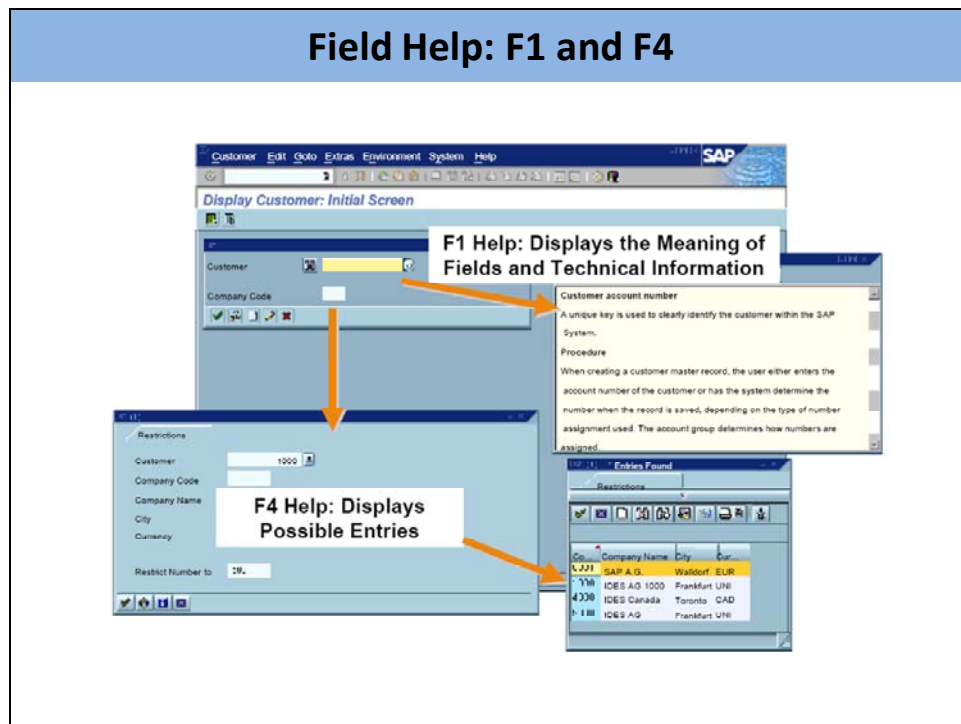 Field Help: F1 and F4
Customer Edit Goto Extras Environment System Help
SAP
Display Customer: Initial Screen
F1 Help: Displays the Meaning of
Fields and Technical Information
Customer
Company Code
Customer account number
A unique key is used to clearly identify the customer within the SAP
System.
Procedure
When creating a customer master record, the user either enters the
account number of the customer or has the system determine the
number when the record is saved, depending on the type of number
assignment used. The account group determines how numbers are
assigned.
Restrictions
Customer 1000
Company Code
Company Name
City
Currency
Restrict Number to
F4 Help: Displays
Possible Entries
Entries Found
Restrictions
Co... Company Name City Cur...
SAP A.G. Walldorf EUR
IDES AG 1000 Frankfurt UNI
IDES Canada Toronto CAD
IDES AG Frankfurt UNI